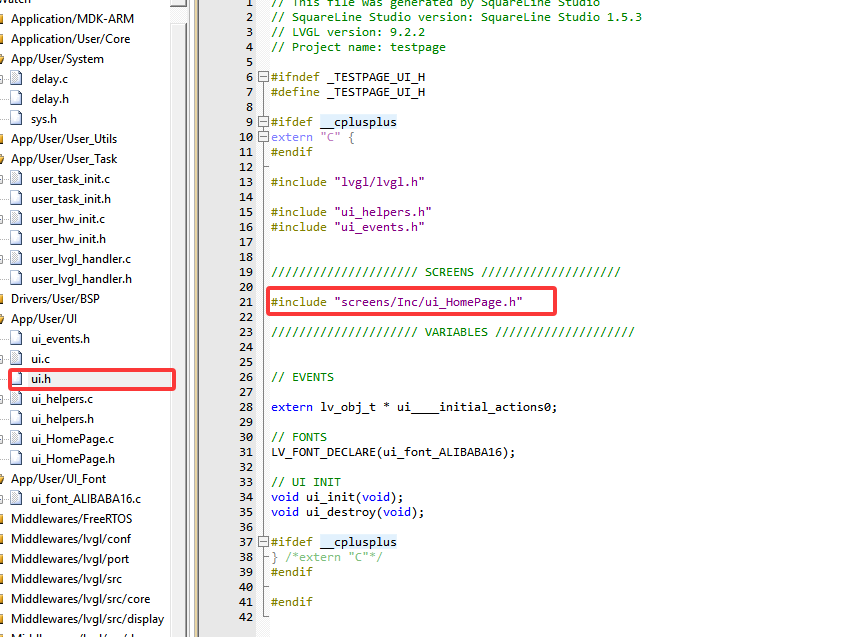 Watch
Application/MDK-ARM
Application/User/Core
App/User/System
delay.c
delay.h
sys.h
App/User/User_Utils
App/User/User_Task
user_task_init.c
user_task_init.h
user_hw_init.c
user_hw_init.h
user_lvgl_handler.c
user_lvgl_handler.h
Drivers/User/BSP
App/User/UI
ui_events.h
ui.c
ui.h
ui_helpers.c
ui_helpers.h
ui_HomePage.c
ui_HomePage.h
App/User/UI_Font
ui_font_ALIBABA16.c
Middlewares/FreeRTOS
Middlewares/lvgl/conf
Middlewares/lvgl/port
Middlewares/lvgl/src
Middlewares/lvgl/src/core
Middlewares/lvgl/src/display
1 // This file was generated by SquareLine Studio
2 // SquareLine Studio version: SquareLine Studio 1.5.3
3 // LVGL version: 9.2.2
4 // Project name: testpage
5
6 #ifndef _TESTPAGE_UI_H
7 #define _TESTPAGE_UI_H
8
9 #ifdef __cplusplus
10 extern "C" {
11 #endif
12
13 #include "lvgl/lvgl.h"
14
15 #include "ui_helpers.h"
16 #include "ui_events.h"
17
18
19 ///////////////////// SCREENS ////////////////////
20
21 #include "screens/Inc/ui_HomePage.h"
22
23 ///////////////////// VARIABLES ////////////////////
24
25
26 // EVENTS
27
28 extern lv_obj_t * ui____initial_actions0;
29
30 // FONTS
31 LV_FONT_DECLARE(ui_font_ALIBABA16);
32
33 // UI INIT
34 void ui_init(void);
35 void ui_destroy(void);
36
37 #ifdef __cplusplus
38 } /*extern "C"*/
39 #endif
40
41 #endif
42